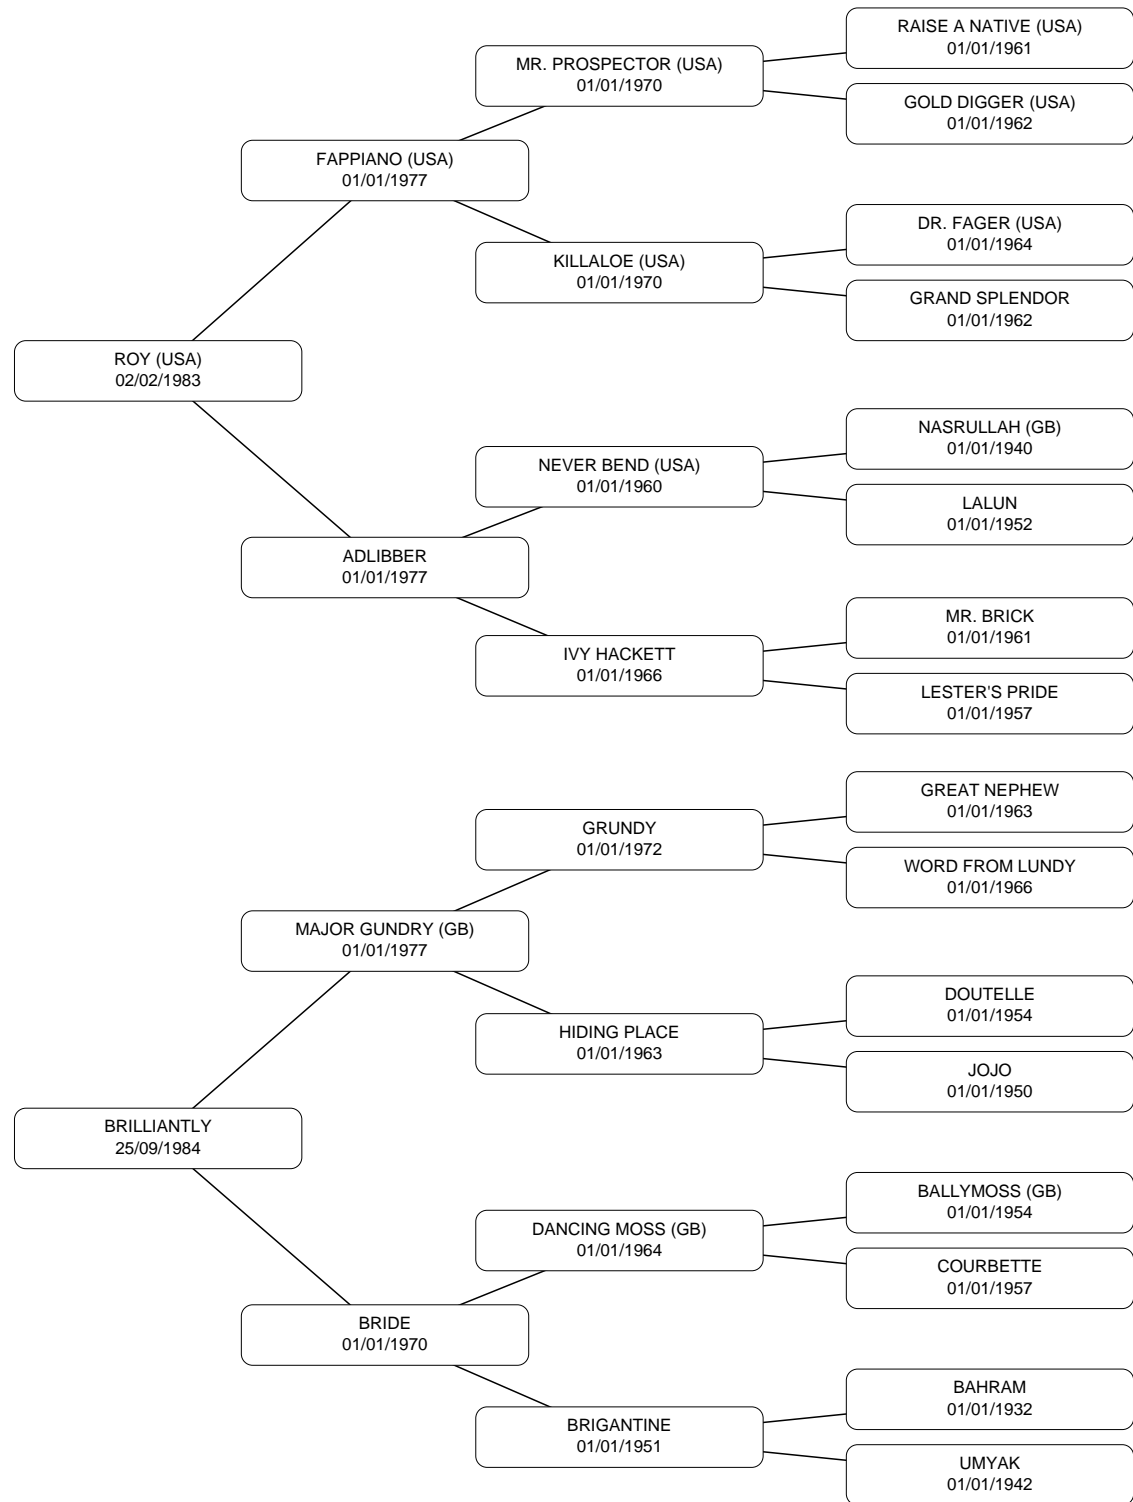 RAISE A NATIVE (USA)
01/01/1961
MR. PROSPECTOR (USA)
01/01/1970
GOLD DIGGER (USA)
01/01/1962
FAPPIANO (USA)
01/01/1977
DR. FAGER (USA)
01/01/1964
KILLALOE (USA)
01/01/1970
GRAND SPLENDOR
01/01/1962
ROY (USA)
02/02/1983
NASRULLAH (GB)
01/01/1940
NEVER BEND (USA)
01/01/1960
LALUN
01/01/1952
ADLIBBER
01/01/1977
MR. BRICK
01/01/1961
IVY HACKETT
01/01/1966
LESTER'S PRIDE
01/01/1957
GREAT NEPHEW
01/01/1963
GRUNDY
01/01/1972
WORD FROM LUNDY
01/01/1966
MAJOR GUNDRY (GB)
01/01/1977
DOUTELLE
01/01/1954
HIDING PLACE
01/01/1963
JOJO
01/01/1950
BRILLIANTLY
25/09/1984
BALLYMOSS (GB)
01/01/1954
DANCING MOSS (GB)
01/01/1964
COURBETTE
01/01/1957
BRIDE
01/01/1970
BAHRAM
01/01/1932
BRIGANTINE
01/01/1951
UMYAK
01/01/1942